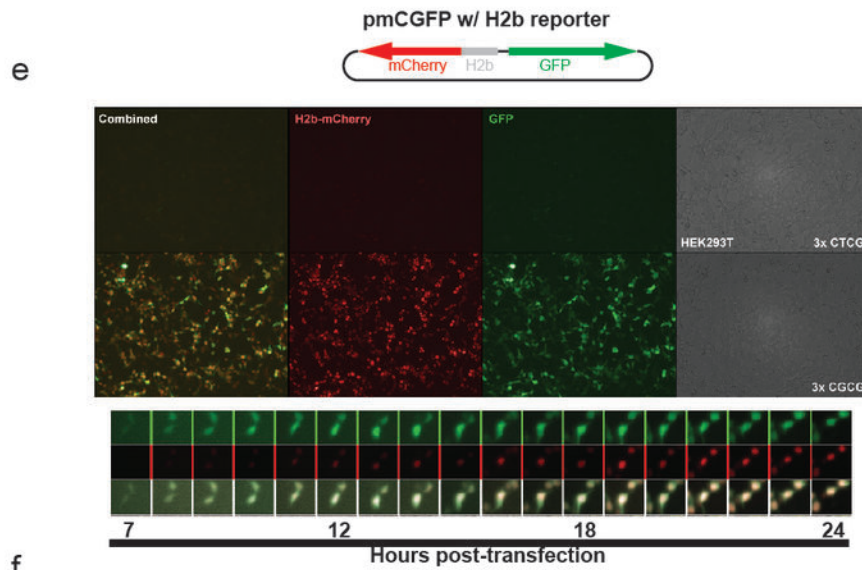 pmCGFP w/ H2b reporter
e
mCherry H2b GFP
Combined H2b-mCherry GFP
HEK293T 3x CTCG
3x CGCG
7 12 18 24
Hours post-transfection
f